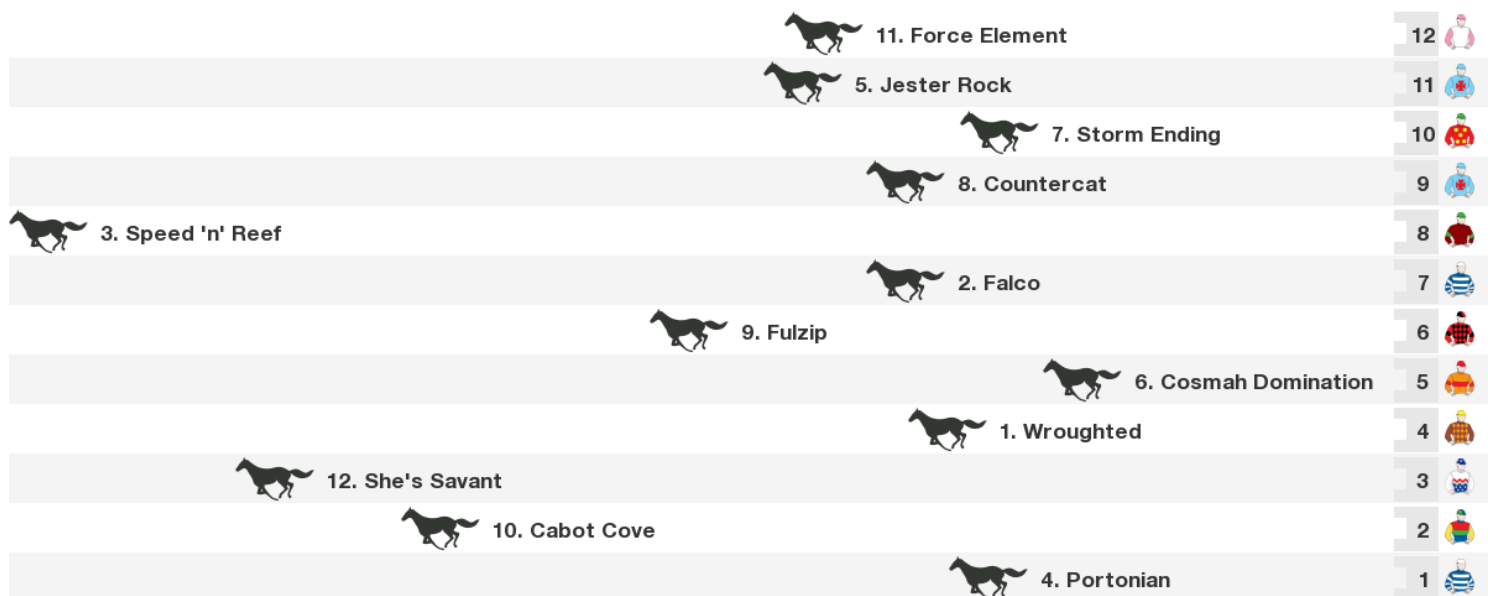 11. Force Element 12
5. Jester Rock 11
7. Storm Ending 10
8. Countercat 9
3. Speed 'n' Reef 8
2. Falco 7
9. Fulzip 6
6. Cosmah Domination 5
1. Wroughted 4
12. She's Savant 3
10. Cabot Cove 2
4. Portonian 1